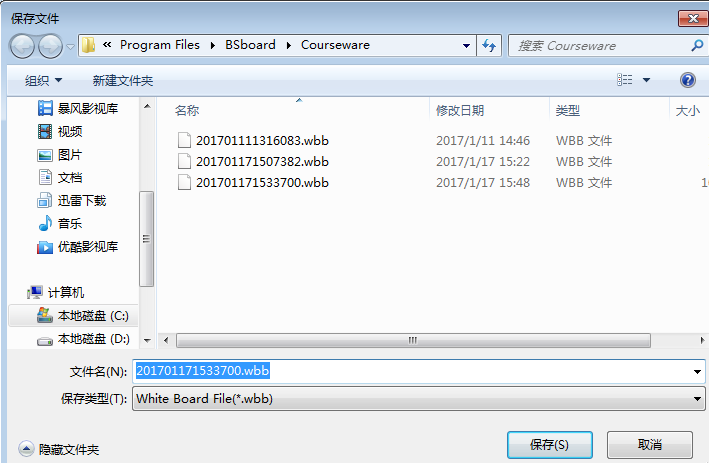 保存文件
« Program Files ▸ BSboard ▸ Courseware
搜索 Courseware
组织
新建文件夹
暴风影视库
视频
图片
文档
迅雷下载
音乐
优酷影视库
计算机
本地磁盘 (C:)
本地磁盘 (D:)
名称 修改日期 类型 大小
201701111316083.wbb 2017/1/11 14:46 WBB 文件
201701171507382.wbb 2017/1/17 15:22 WBB 文件
201701171533700.wbb 2017/1/17 15:48 WBB 文件
文件名(N): 201701171533700.wbb
保存类型(T): White Board File(*.wbb)
隐藏文件夹
保存(S)
取消